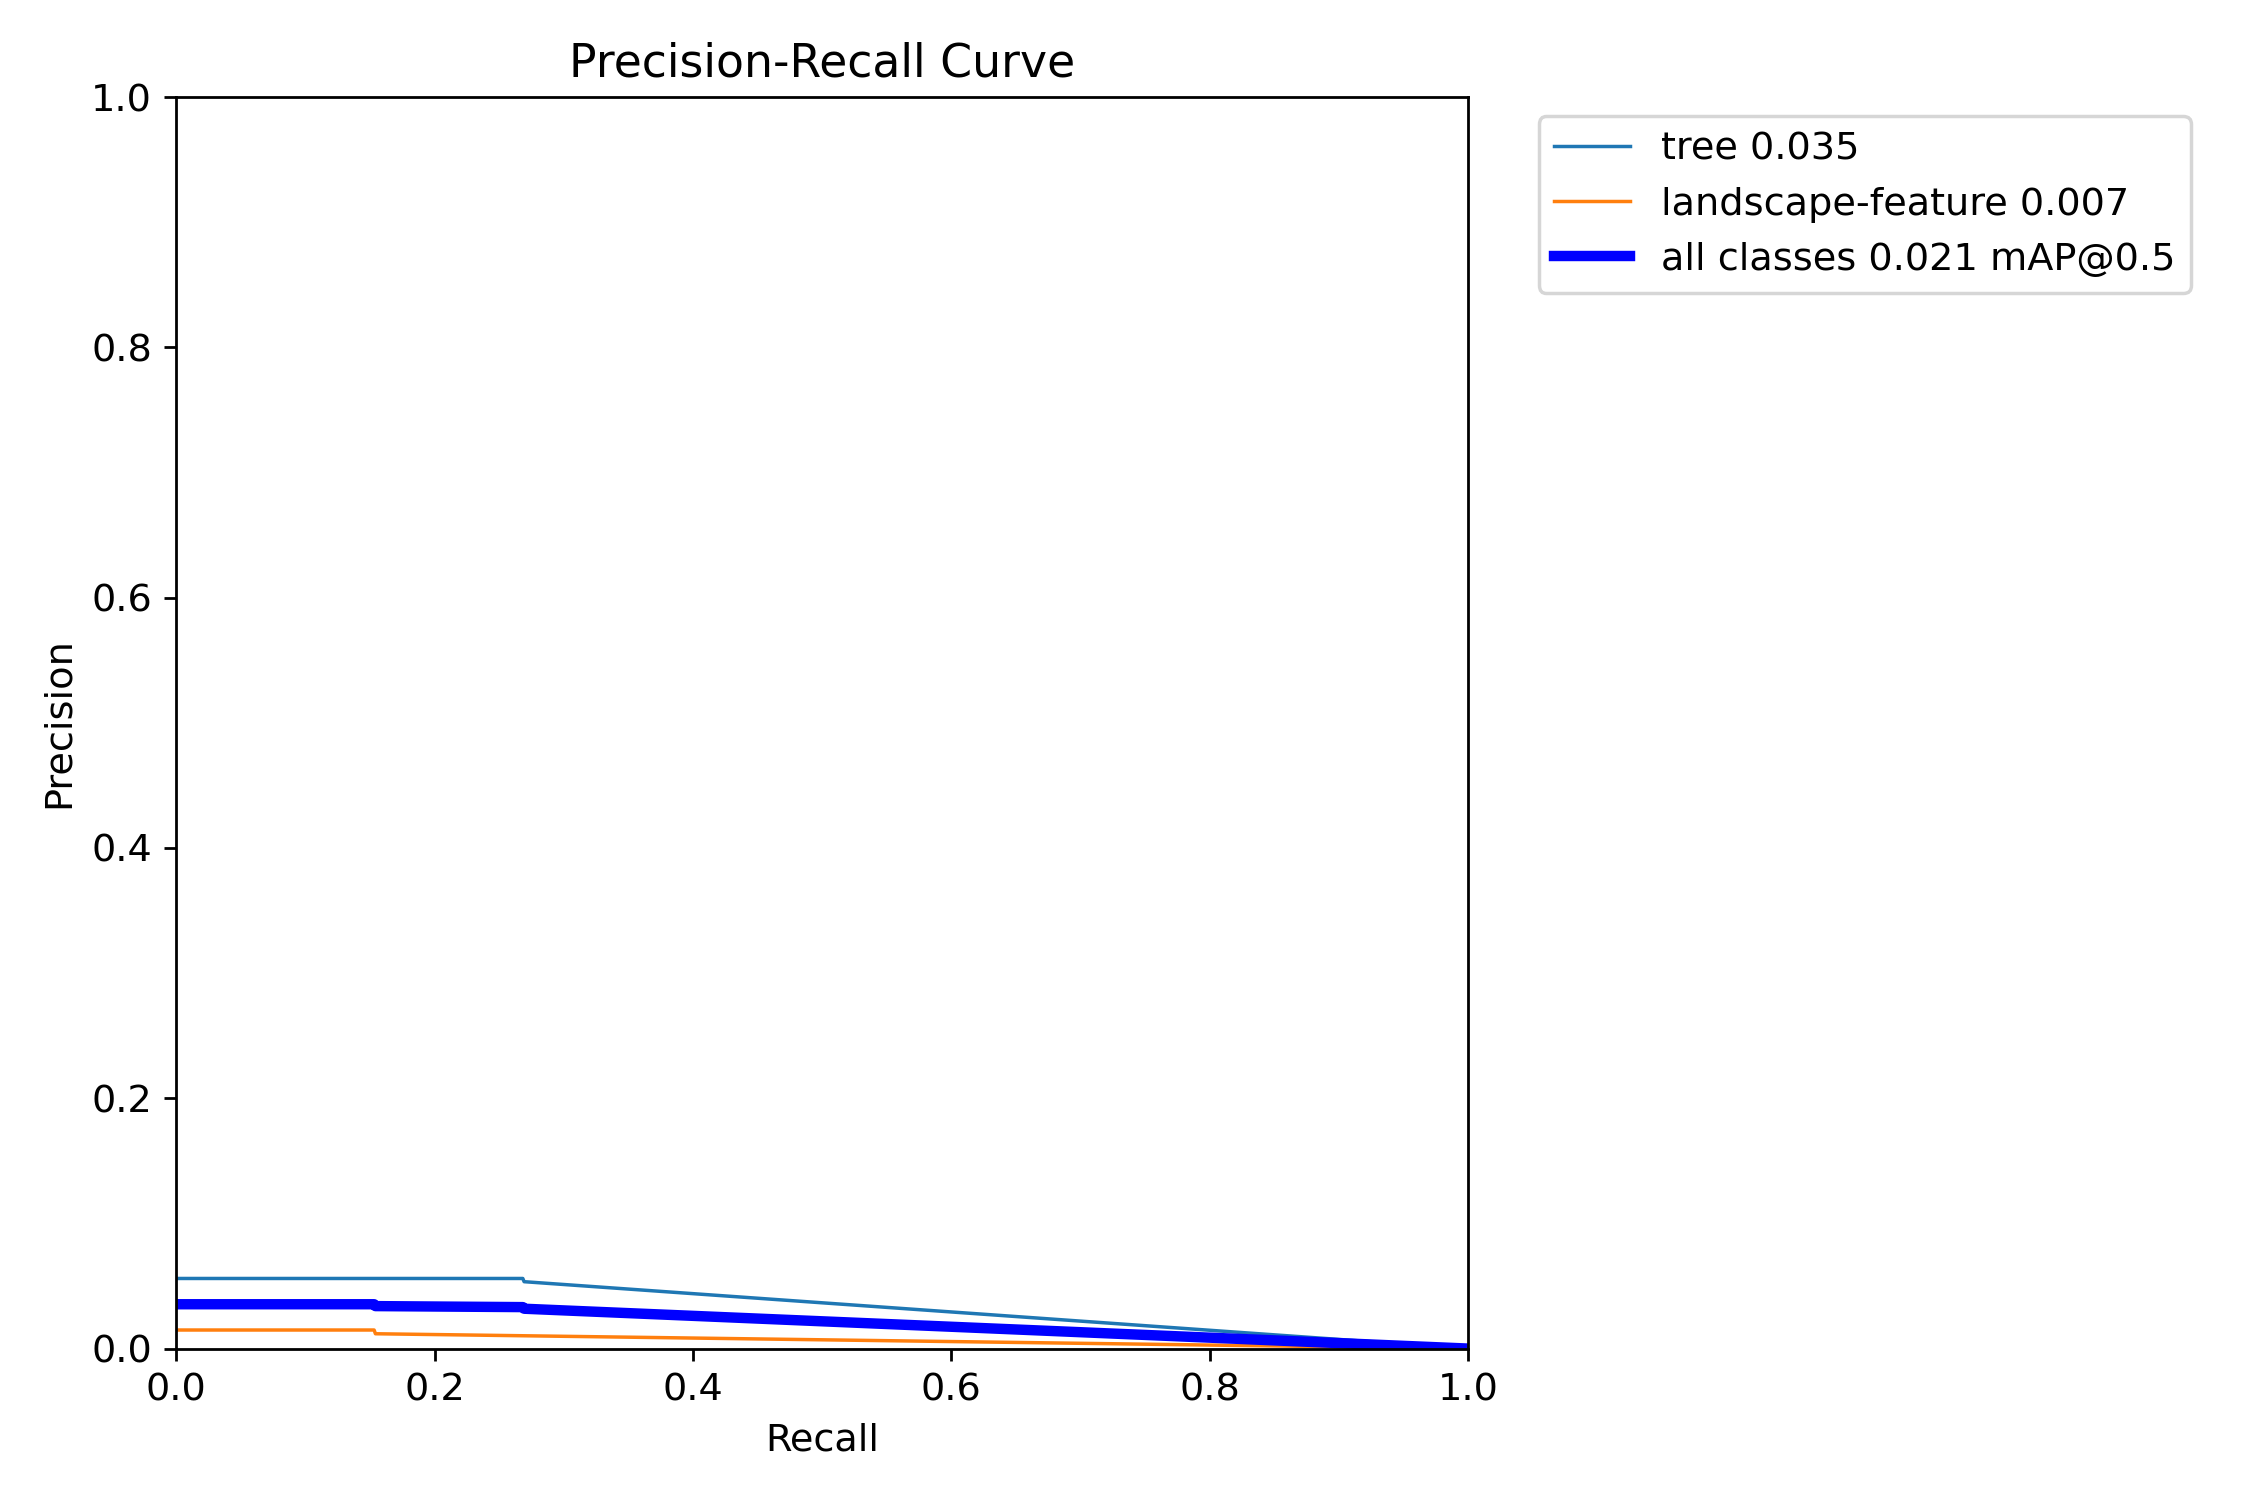 Precision-Recall Curve
1.0
0.8
0.6
0.4
0.2
0.0
Precision
0.0 0.2 0.4 0.6 0.8 1.0
Recall
tree 0.035
landscape-feature 0.007
all classes 0.021 mAP@0.5